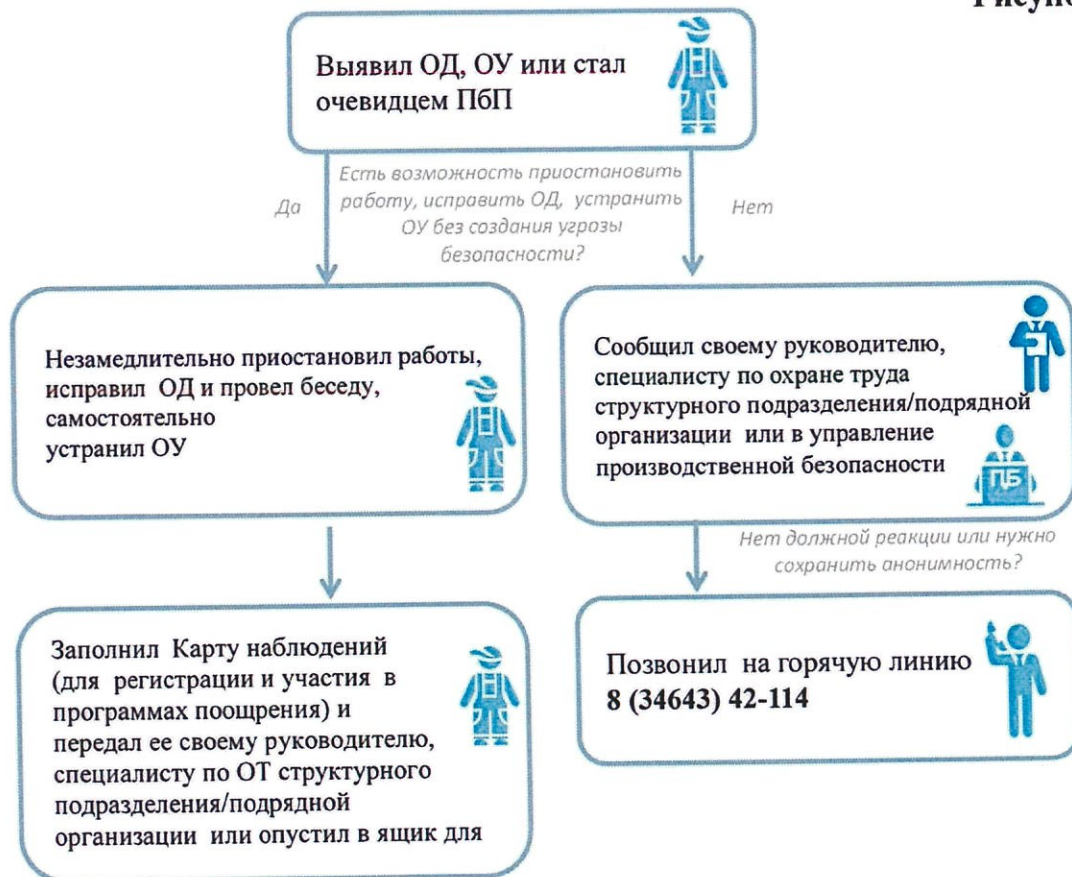 Выявил ОД, ОУ или стал
очевидцем ПбП
Есть возможность приостановить
работу, исправить ОД, устранить
ОУ без создания угрозы
безопасности?
Да
Нет
Незамедлительно приостановил работы,
исправил ОД и провел беседу,
самостоятельно
устранил ОУ
Сообщил своему руководителю,
специалисту по охране труда
структурного подразделения/подрядной
организации или в управление
производственной безопасности
ПБ
Нет должной реакции или нужно
сохранить анонимность?
Заполнил Карту наблюдений
(для регистрации и участия в
программах поощрения) и
передал ее своему руководителю,
специалисту по ОТ структурного
подразделения/подрядной
организации или опустил в ящик для
Позвонил на горячую линию
8 (34643) 42-114